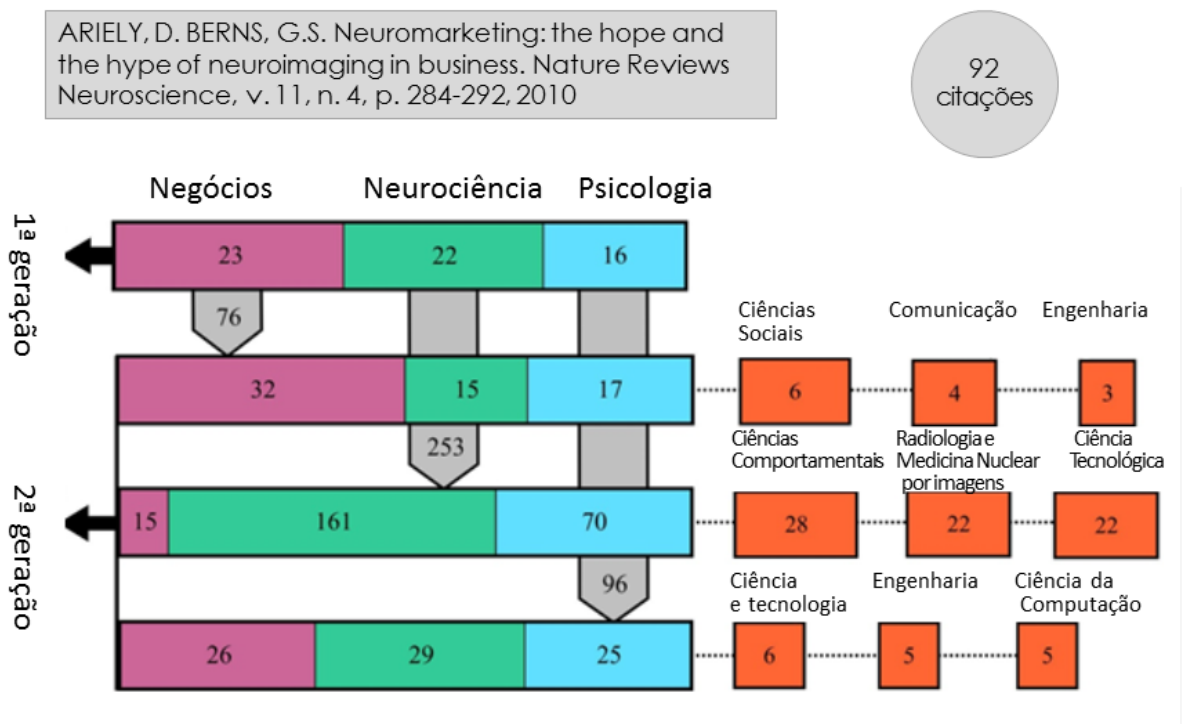 ARIELY, D. BERNS, G.S. Neuromarketing: the hope and
the hype of neuroimaging in business. Nature Reviews
Neuroscience, v. 11, n. 4, p. 284-292, 2010
92
citações
Negócios
Neurociência
Psicologia
1ª geração
23
22
16
76
Ciências
Sociais
Comunicação
Engenharia
32
15
17
6
4
3
253
Ciências
Comportamentais
Radiologia e
Medicina Nuclear
por imagens
Ciência
Tecnológica
2ª geração
15
161
70
28
22
22
96
Ciência
e tecnologia
Engenharia
Ciência da
Computação
26
29
25
6
5
5